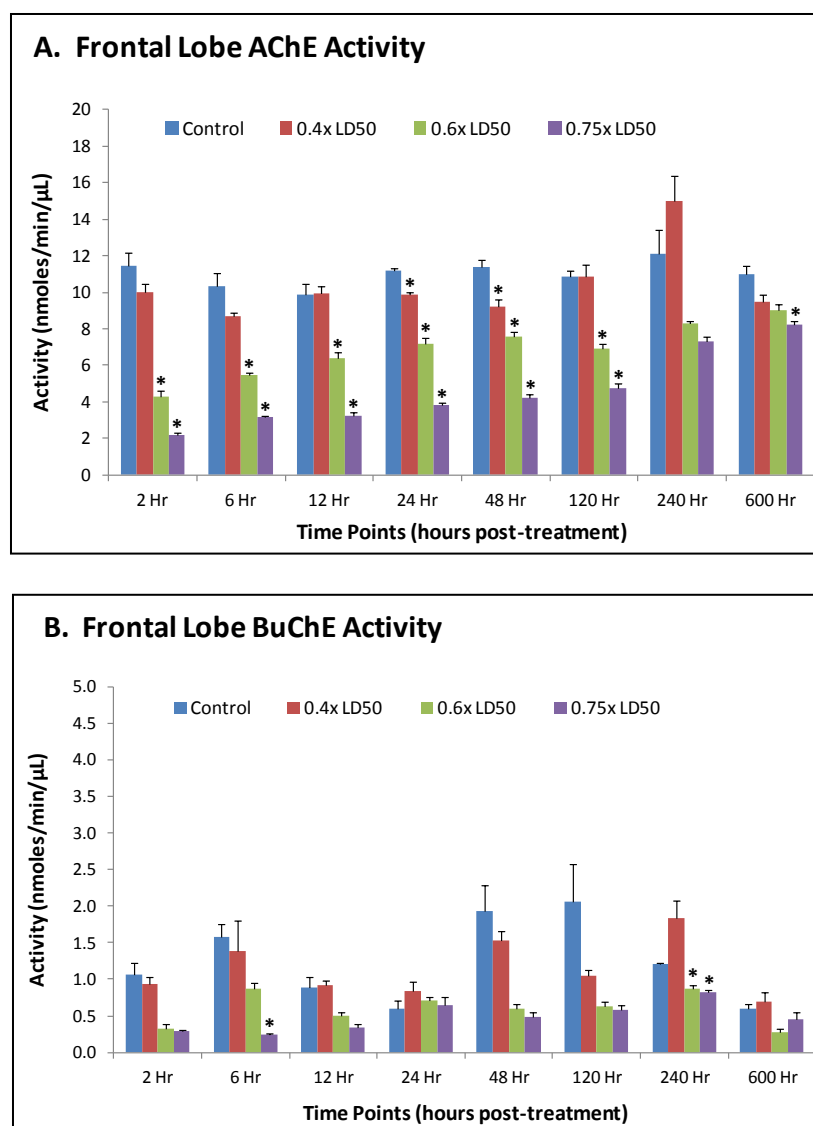 A. Frontal Lobe AChE Activity
20
18
16
14
12
10
8
6
4
2
0
Activity (nmoles/min/µL)
Control 0.4x LD50 0.6x LD50 0.75x LD50
* * * * * * * * * * * * * * *
2 Hr 6 Hr 12 Hr 24 Hr 48 Hr 120 Hr 240 Hr 600 Hr
Time Points (hours post-treatment)
B. Frontal Lobe BuChE Activity
5.0
4.5
4.0
3.5
3.0
2.5
2.0
1.5
1.0
0.5
0.0
Activity (nmoles/min/µL)
Control 0.4x LD50 0.6x LD50 0.75x LD50
* * *
2 Hr 6 Hr 12 Hr 24 Hr 48 Hr 120 Hr 240 Hr 600 Hr
Time Points (hours post-treatment)